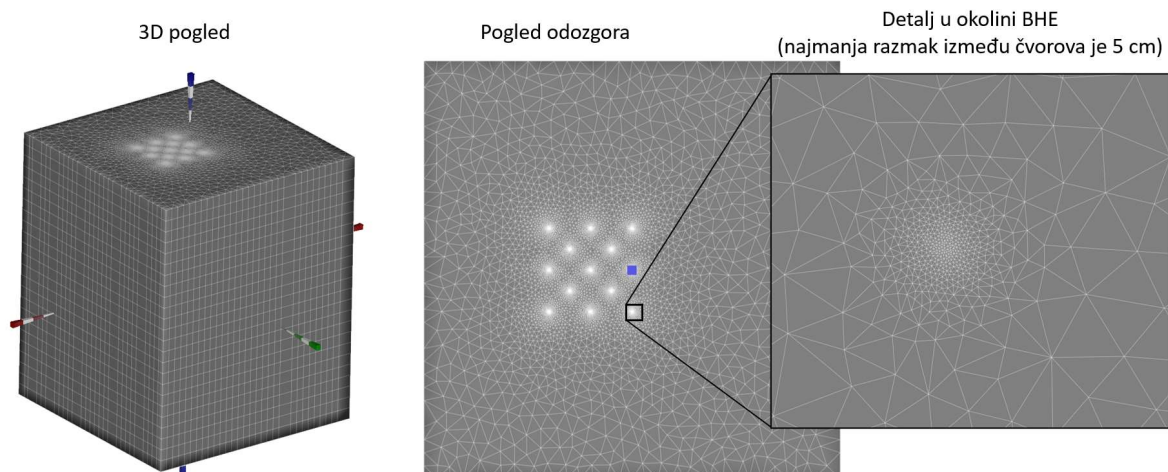 3D pogled
Pogled odozgora
Detalj u okolini BHE
(najmanja razmak između čvorova je 5 cm)